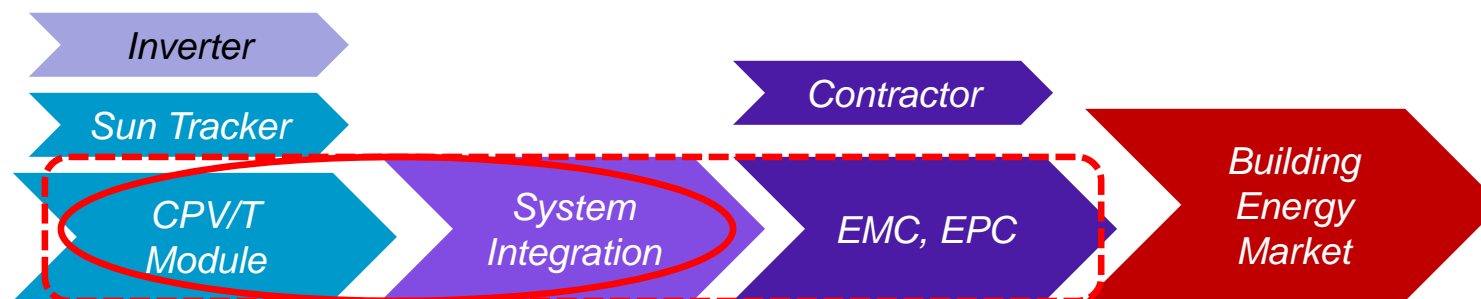 Inverter
Sun Tracker
CPV/T
Module
System
Integration
Contractor
EMC, EPC
Building
Energy
Market